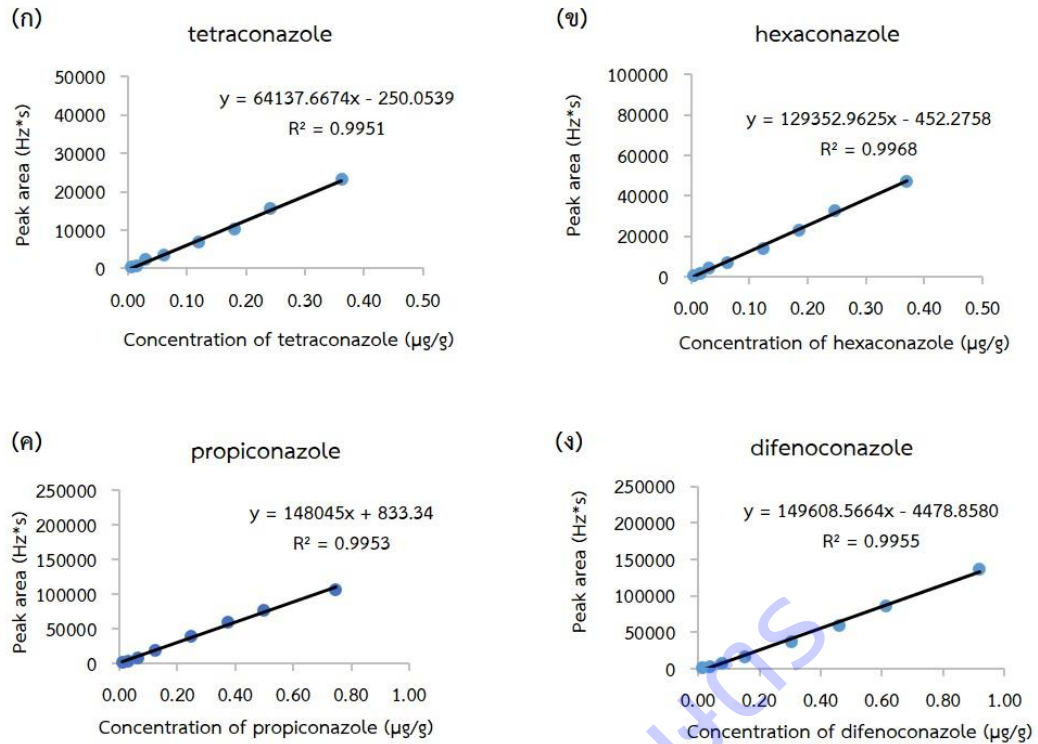 (ก)
tetraconazole
Peak area (Hz*s)
50000
40000
30000
20000
10000
0
y = 64137.6674x - 250.0539
R² = 0.9951
0.00 0.10 0.20 0.30 0.40 0.50
Concentration of tetraconazole (µg/g)
(ข)
hexaconazole
Peak area (Hz*s)
100000
80000
60000
40000
20000
0
y = 129352.9625x - 452.2758
R² = 0.9968
0.00 0.10 0.20 0.30 0.40 0.50
Concentration of hexaconazole (µg/g)
(ค)
propiconazole
Peak area (Hz*s)
250000
200000
150000
100000
50000
0
y = 148045x + 833.34
R² = 0.9953
0.00 0.20 0.40 0.60 0.80 1.00
Concentration of propiconazole (µg/g)
(ง)
difenoconazole
Peak area (Hz*s)
250000
200000
150000
100000
50000
0
y = 149608.5664x - 4478.8580
R² = 0.9955
0.00 0.20 0.40 0.60 0.80 1.00
Concentration of difenoconazole (µg/g)